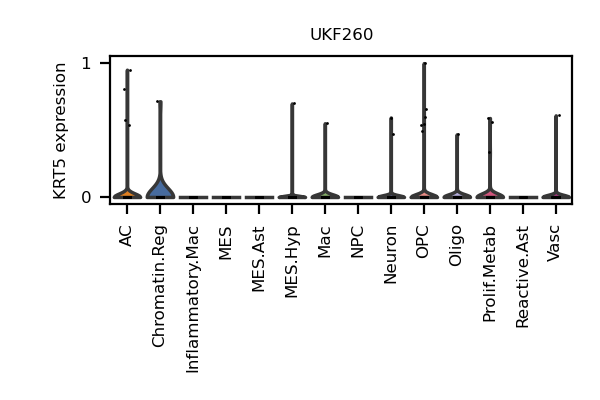 UKF260
KRT5 expression
1
0
AC
Chromatin.Reg
Inflammatory.Mac
MES
MES.Ast
MES.Hyp
Mac
NPC
Neuron
OPC
Oligo
Prolif.Metab
Reactive.Ast
Vasc